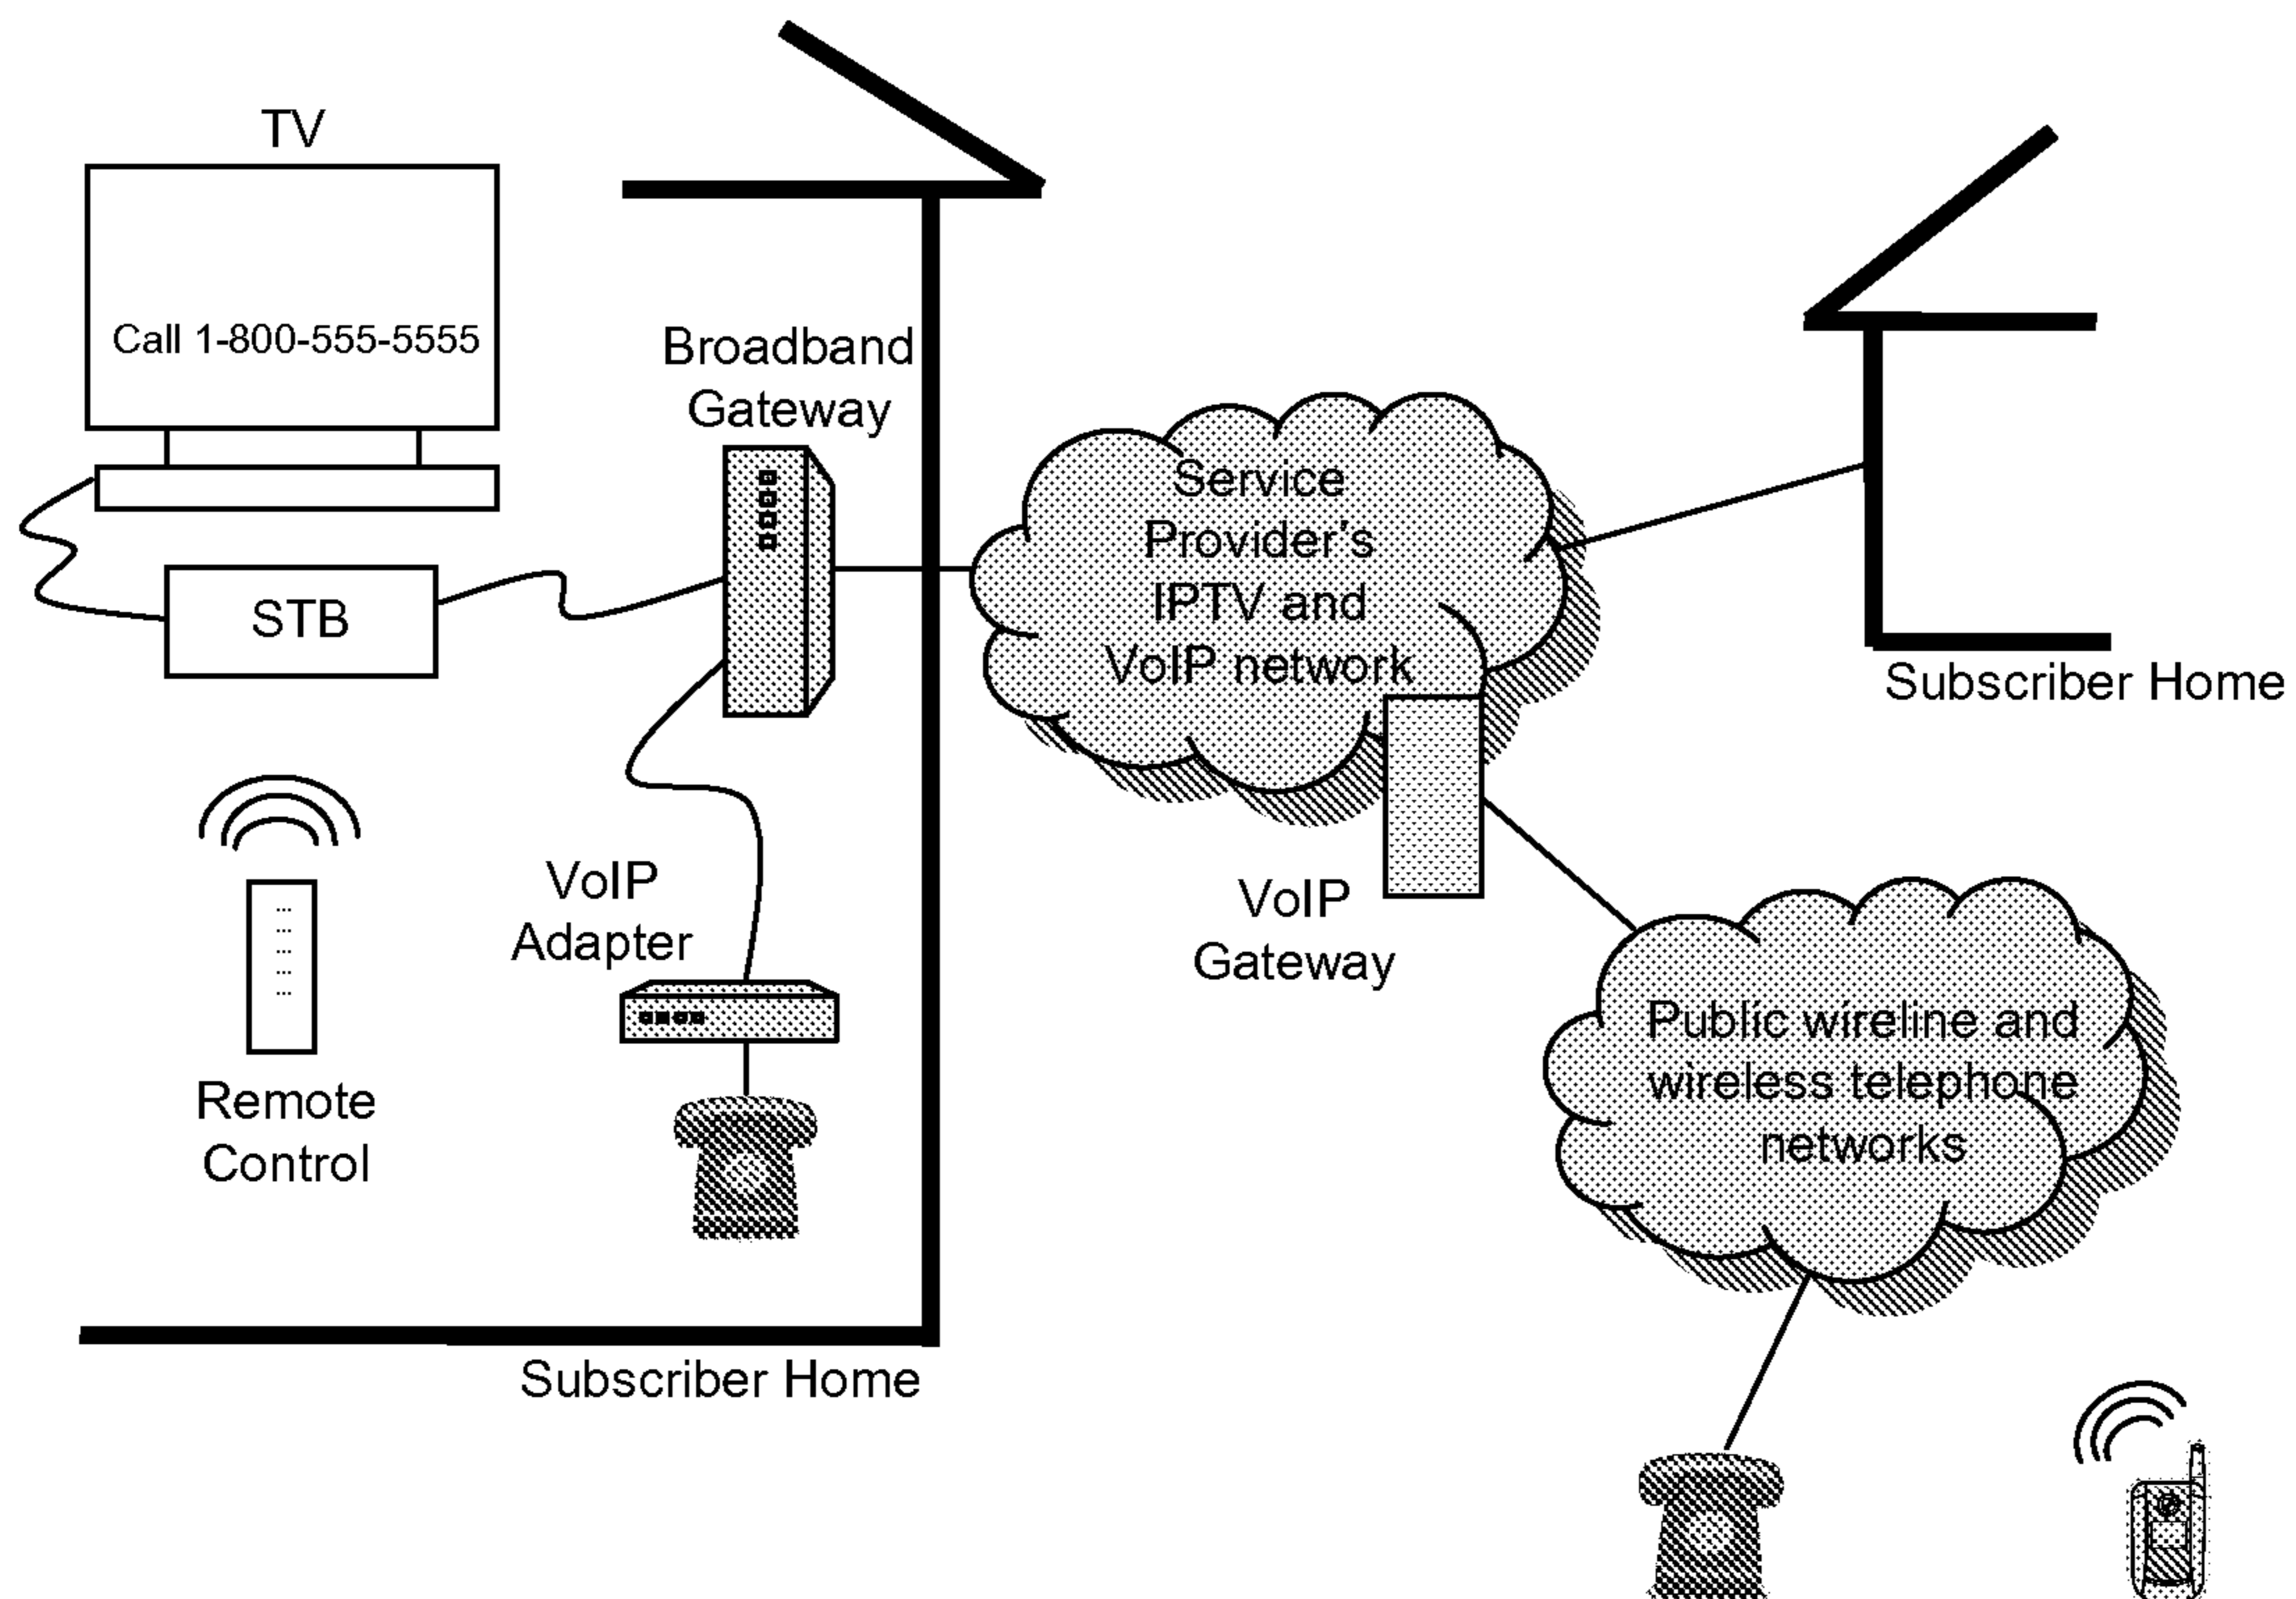 TV
Call 1-800-555-5555
Broadband
Gateway
STB
Service
Provider's
IPTV and
VoIP network
Subscriber Home
VoIP
Adapter
VoIP
Gateway
Remote
Control
Public wireline and
wireless telephone
networks
Subscriber Home